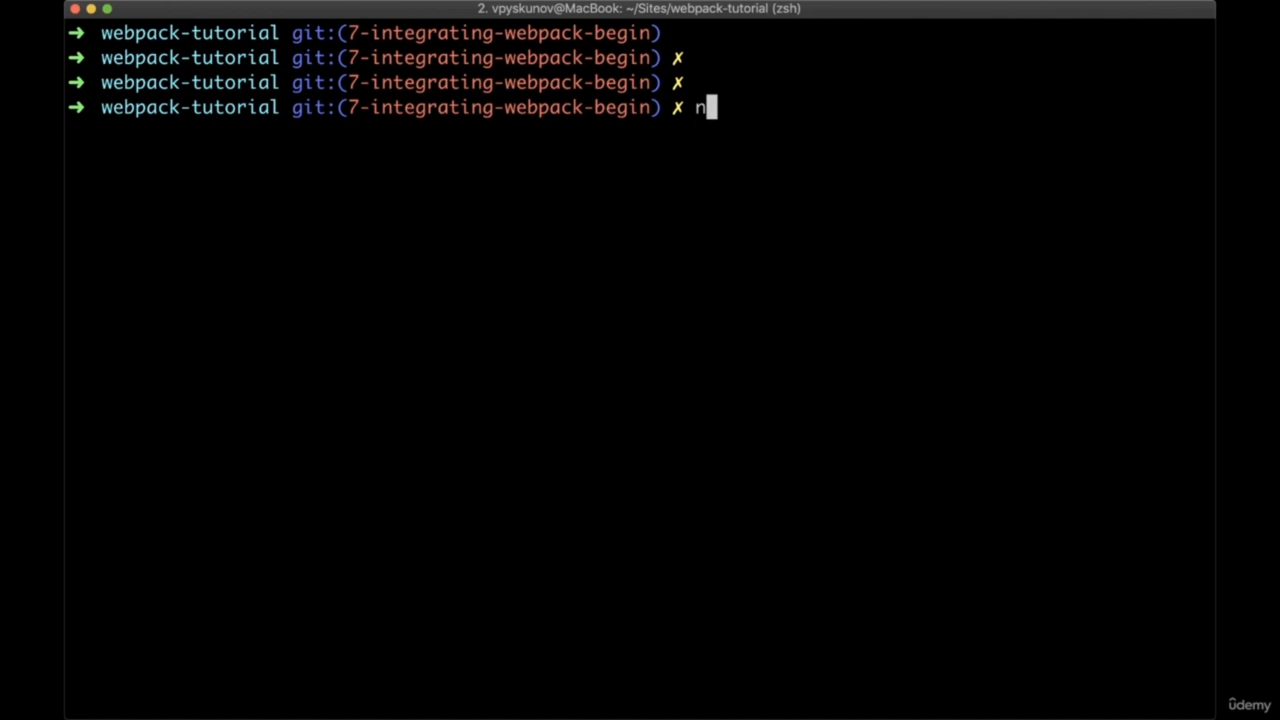 2. vpyskunov@MacBook: ~/Sites/webpack-tutorial (zsh)
➜ webpack-tutorial git:(7-integrating-webpack-begin)
➜ webpack-tutorial git:(7-integrating-webpack-begin) ✗
➜ webpack-tutorial git:(7-integrating-webpack-begin) ✗
➜ webpack-tutorial git:(7-integrating-webpack-begin) ✗ n
ûdemy